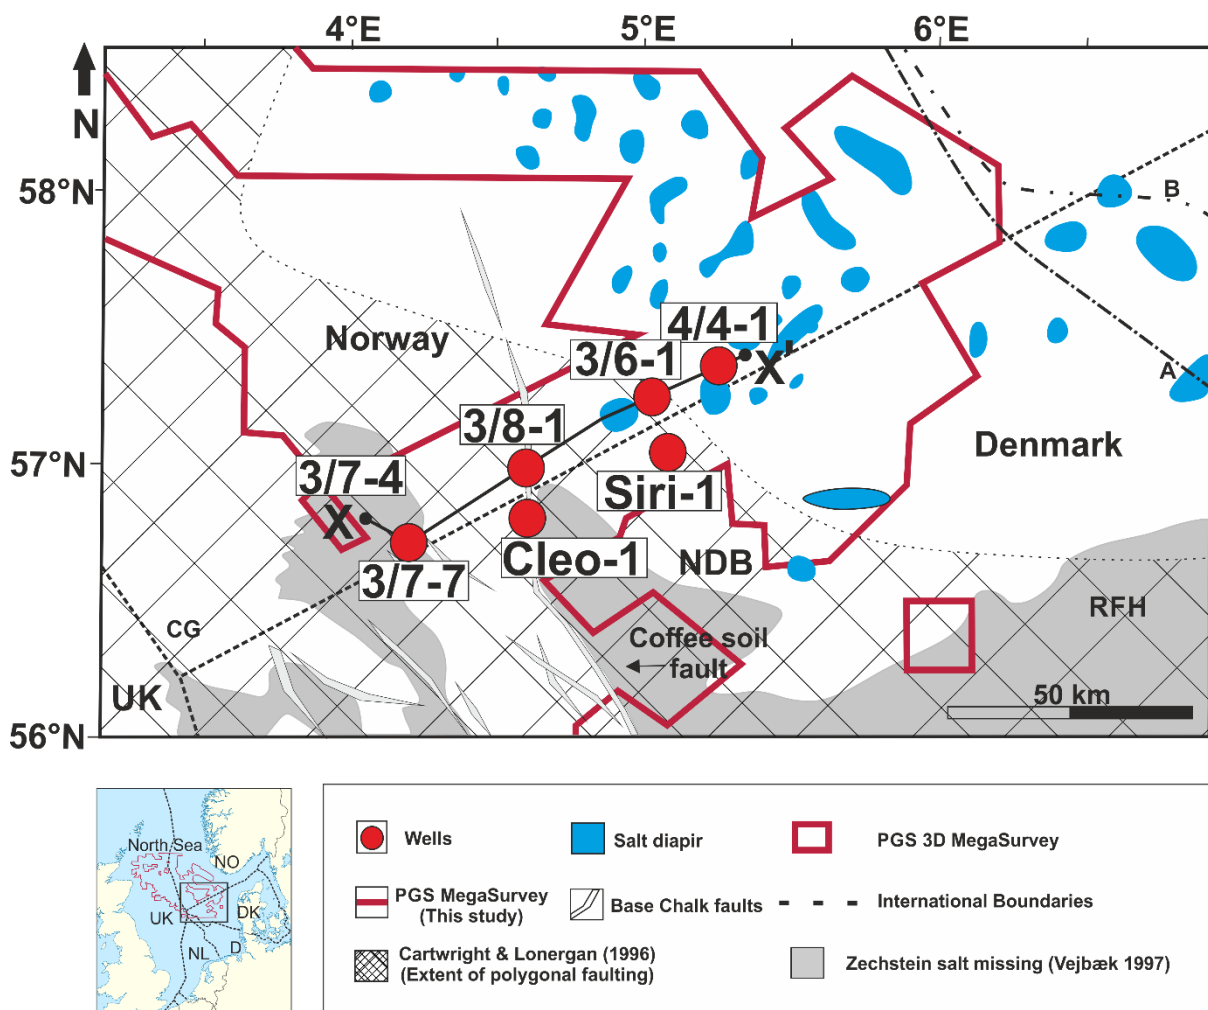 4°E 5°E 6°E
N
58°N
B
4/4-1
Norway
3/6-1
X'
A
3/8-1
Denmark
57°N
3/7-4
Siri-1
X
Cleo-1
NDB
3/7-7
RFH
CG
Coffee soil
fault
UK
50 km
56°N
North Sea
NO
UK
DK
NL
D
Wells
Salt diapir
PGS 3D MegaSurvey
PGS MegaSurvey
(This study)
Base Chalk faults
International Boundaries
Cartwright & Lonergan (1996)
(Extent of polygonal faulting)
Zechstein salt missing (Vejbæk 1997)